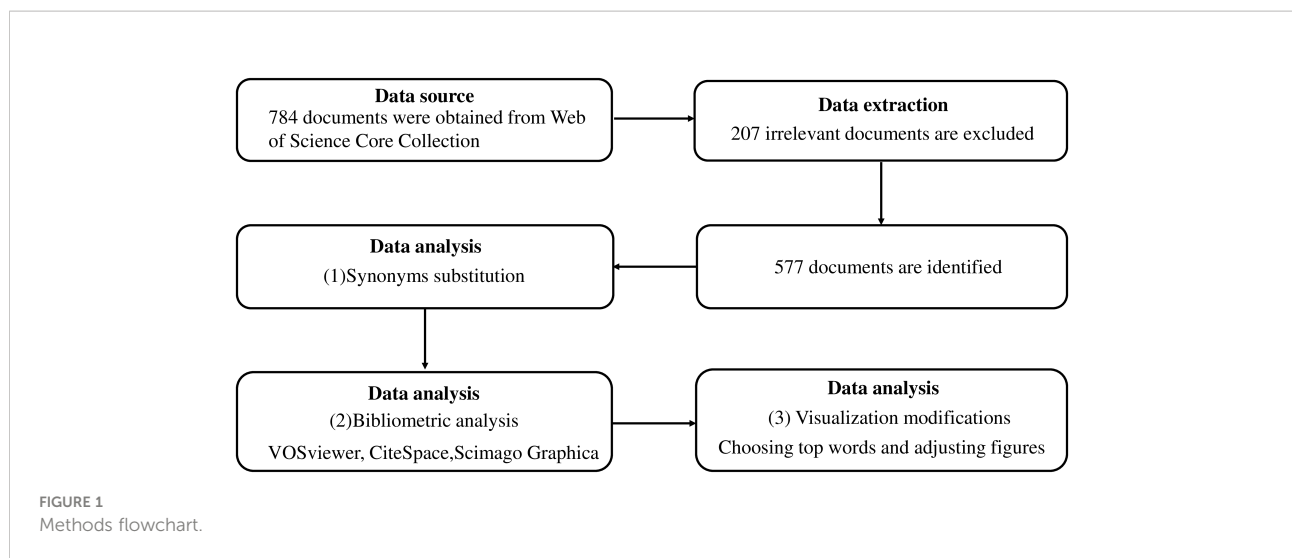 Data source
784 documents were obtained from Web
of Science Core Collection
Data extraction
207 irrelevant documents are excluded
577 documents are identified
Data analysis
(1)Synonyms substitution
Data analysis
(2)Bibliometric analysis
VOSviewer, CiteSpace,Scimago Graphica
Data analysis
(3) Visualization modifications
Choosing top words and adjusting figures
FIGURE 1
Methods flowchart.